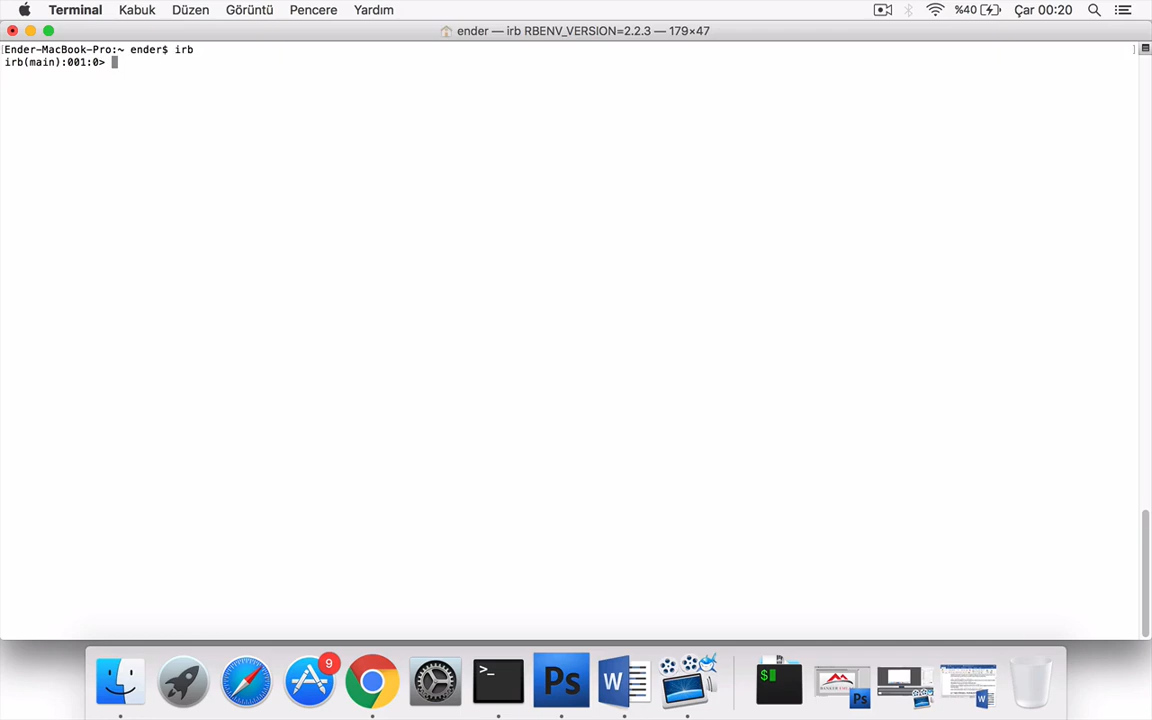 Terminal Kabuk Düzen Görüntü Pencere Yardım %40 Çar 00:20
ender — irb RBENV_VERSION=2.2.3 — 179×47
[Ender-MacBook-Pro:~ ender$ irb ]
irb(main):001:0>
9
>_
Ps
W
$
Ps
W